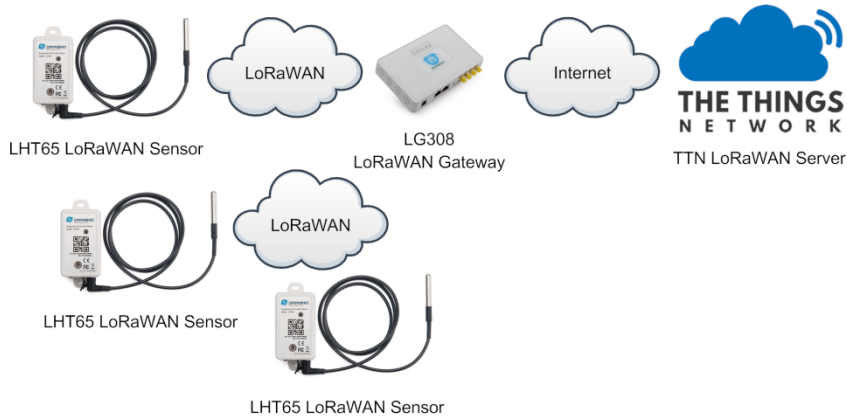 LoRaWAN
Internet
THE THINGS
NETWORK
LHT65 LoRaWAN Sensor
LG308
LoRaWAN Gateway
TTN LoRaWAN Server
LoRaWAN
LHT65 LoRaWAN Sensor
LHT65 LoRaWAN Sensor